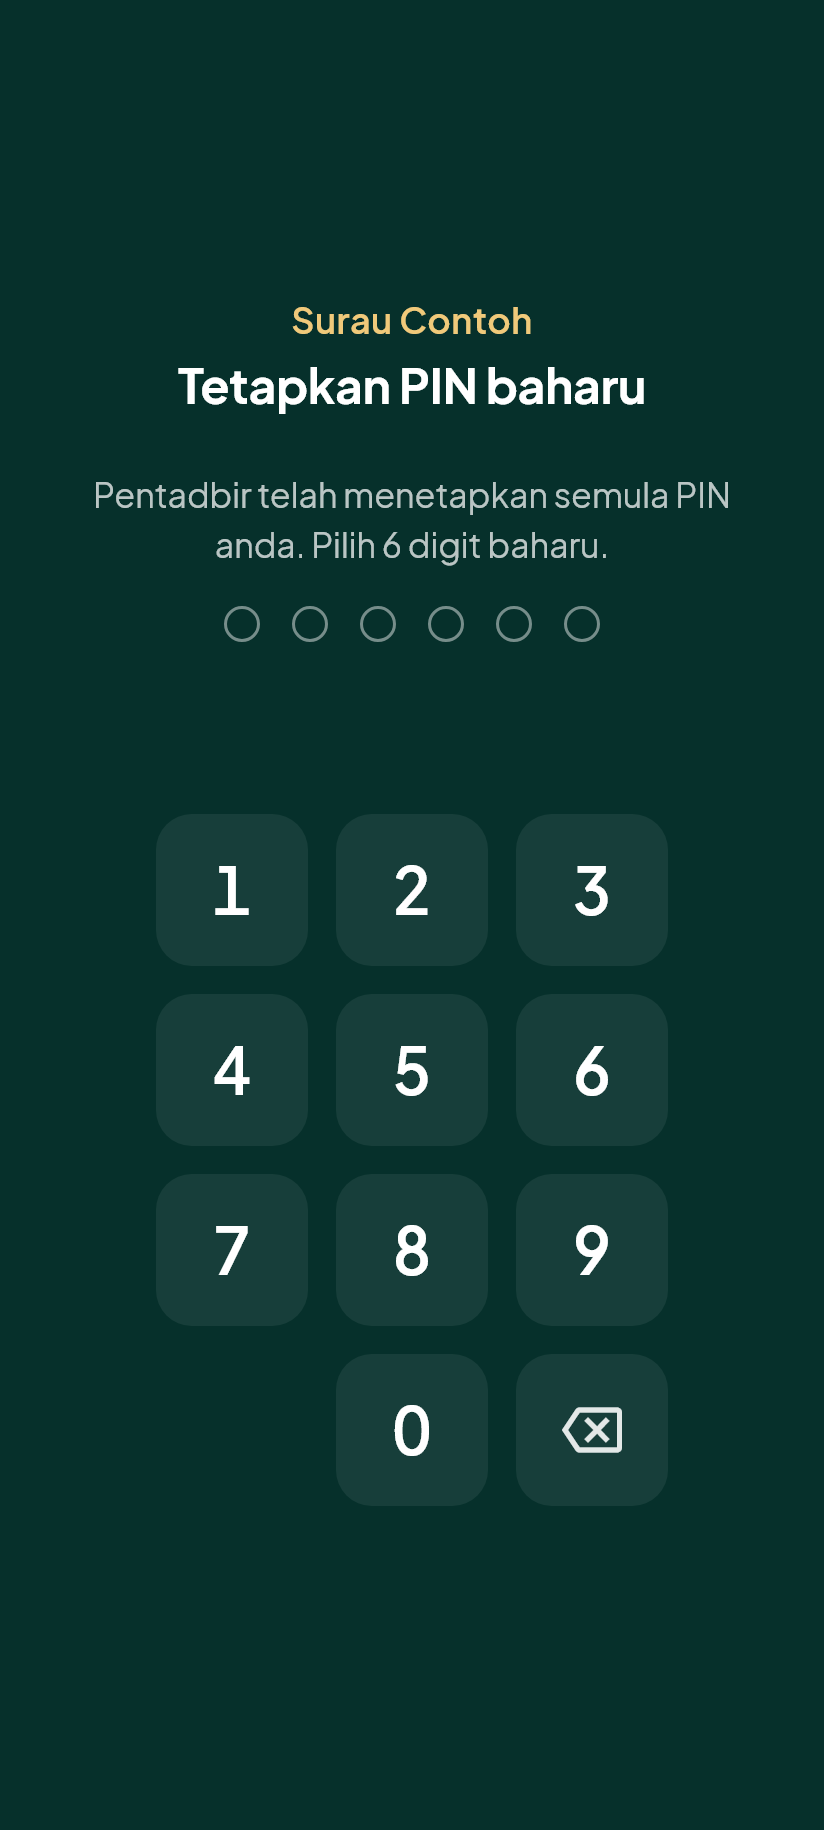 Surau Contoh
Tetapkan PIN baharu
Pentadbir telah menetapkan semula PIN
anda. Pilih 6 digit baharu.
1 2 3
4 5 6
7 8 9
0